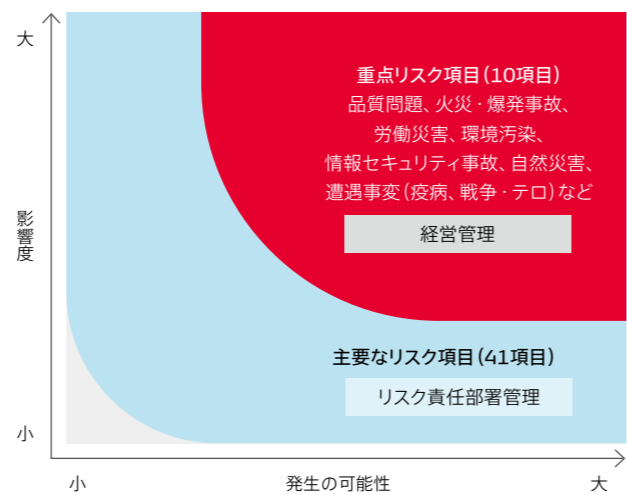 大
影響度
小
重点リスク項目(10項目)
品質問題、火災・爆発事故、
労働災害、環境汚染、
情報セキュリティ事故、自然災害、
遭遇事変(疫病、戦争・テロ)など
経営管理
主要なリスク項目(41項目)
リスク責任部署管理
小
発生の可能性
大